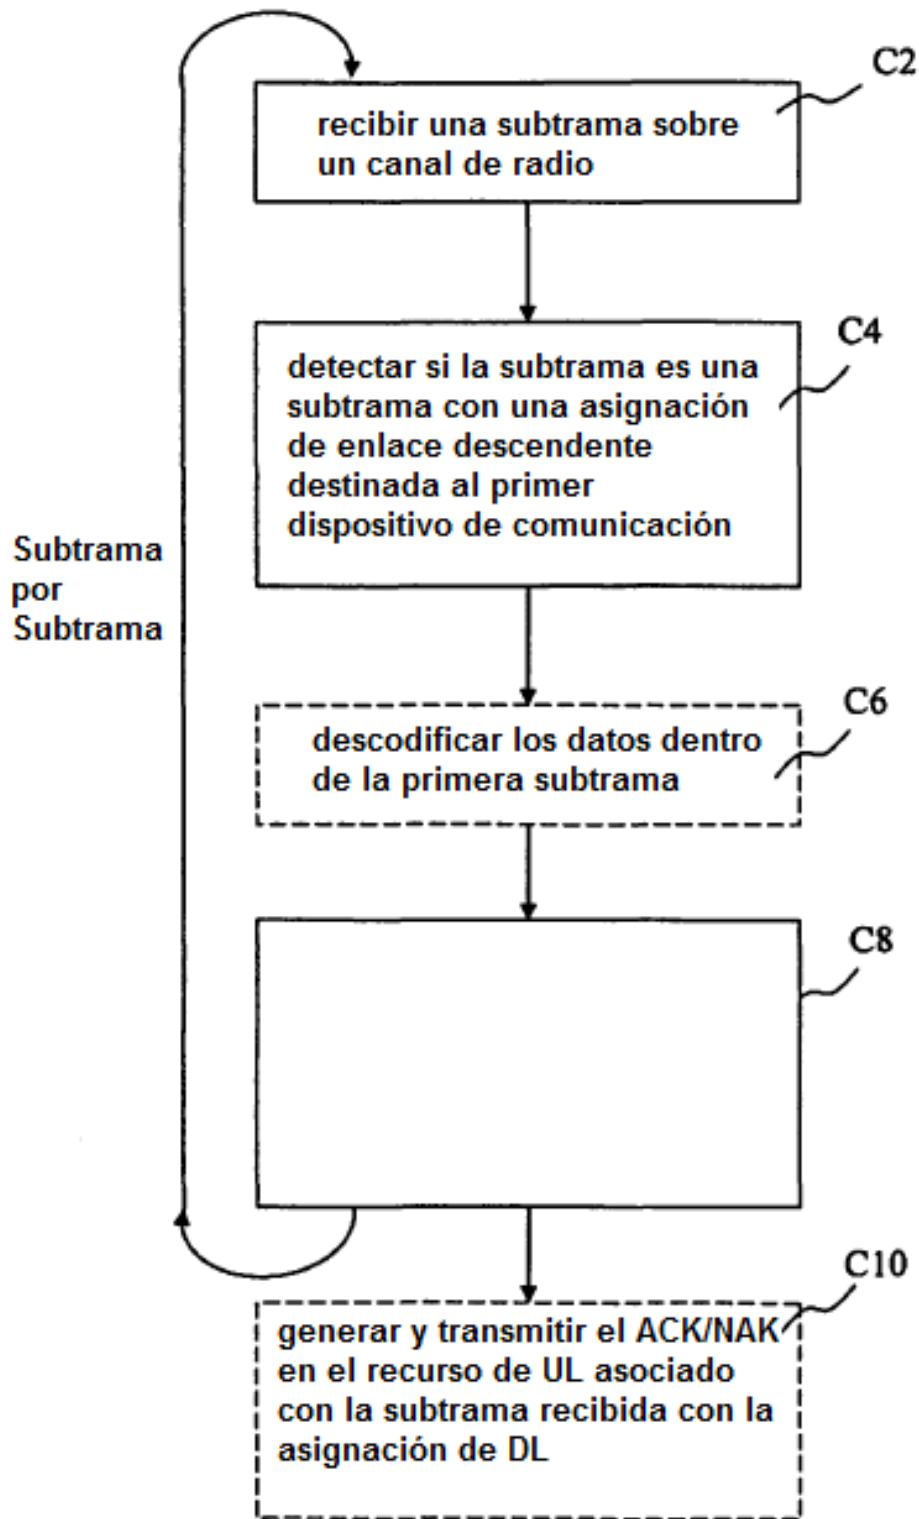 C2
recibir una subtrama sobre
un canal de radio
C4
detectar si la subtrama es una
subtrama con una asignación
de enlace descendente
destinada al primer
dispositivo de comunicación
Subtrama
por
Subtrama
C6
descodificar los datos dentro
de la primera subtrama
C8
C10
generar y transmitir el ACK/NAK
en el recurso de UL asociado
con la subtrama recibida con la
asignación de DL